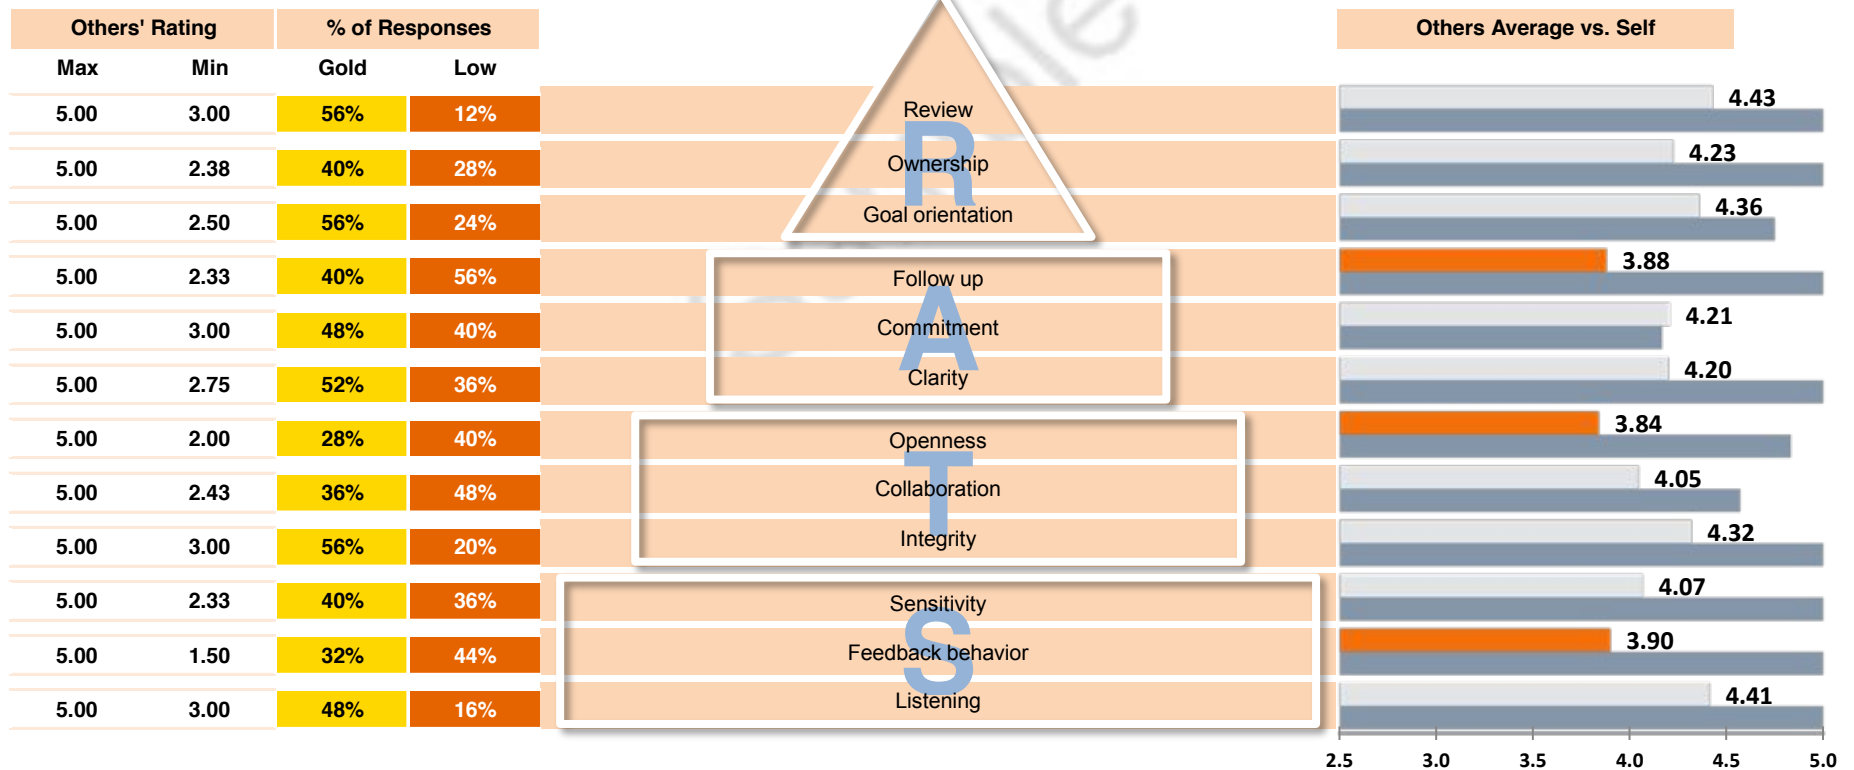 Others' Rating % of Responses Others Average vs. Self
Max Min Gold Low
5.00 3.00 56% 12% Review 4.43
5.00 2.38 40% 28% Ownership 4.23
R
5.00 2.50 56% 24% Goal orientation 4.36
5.00 2.33 40% 56% Follow up 3.88
5.00 3.00 48% 40% Commitment 4.21
A
5.00 2.75 52% 36% Clarity 4.20
5.00 2.00 28% 40% Openness 3.84
5.00 2.43 36% 48% Collaboration 4.05
T
5.00 3.00 56% 20% Integrity 4.32
5.00 2.33 40% 36% Sensitivity 4.07
5.00 1.50 32% 44% Feedback behavior 3.90
S
5.00 3.00 48% 16% Listening 4.41
2.5 3.0 3.5 4.0 4.5 5.0